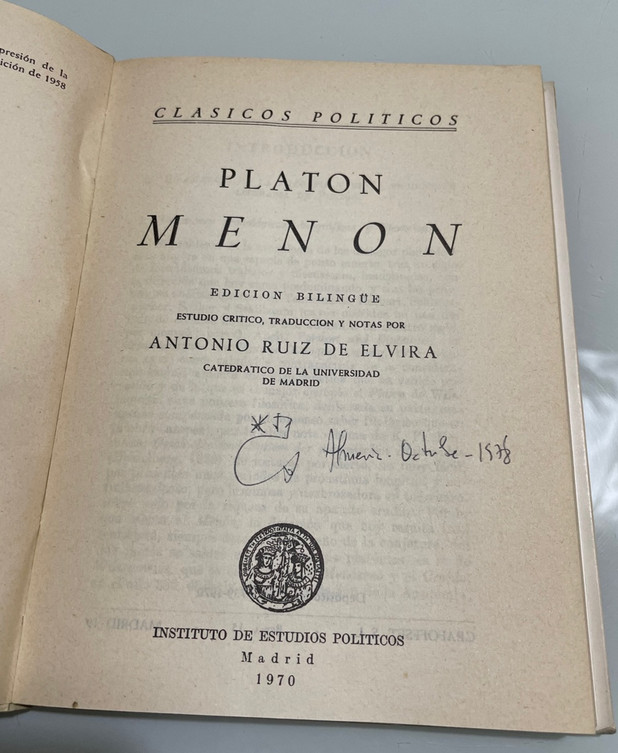 presión de la
ición de 1958
CLASICOS POLITICOS
PLATON
MENON
EDICION BILINGÜE
ESTUDIO CRITICO, TRADUCCION Y NOTAS POR
ANTONIO RUIZ DE ELVIRA
CATEDRATICO DE LA UNIVERSIDAD
DE MADRID
Almería. Octubre - 1978
INSTITUTO DE ESTUDIOS POLITICOS
Madrid
1970